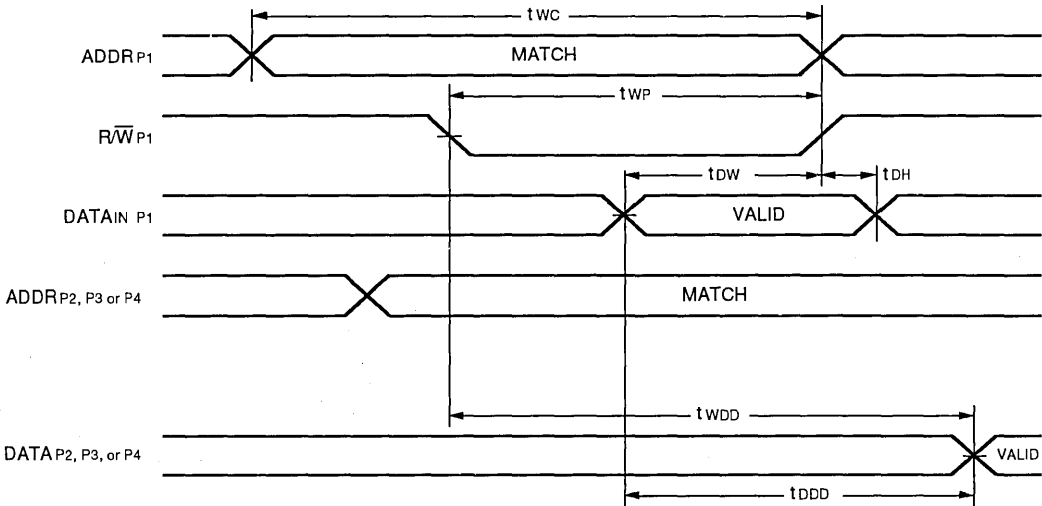 tWC
ADDR P1 MATCH
tWP
R/W̅ P1
tDW tDH
DATAIN P1 VALID
ADDR P2, P3 or P4 MATCH
tWDD
DATA P2, P3, or P4 VALID
tDDD